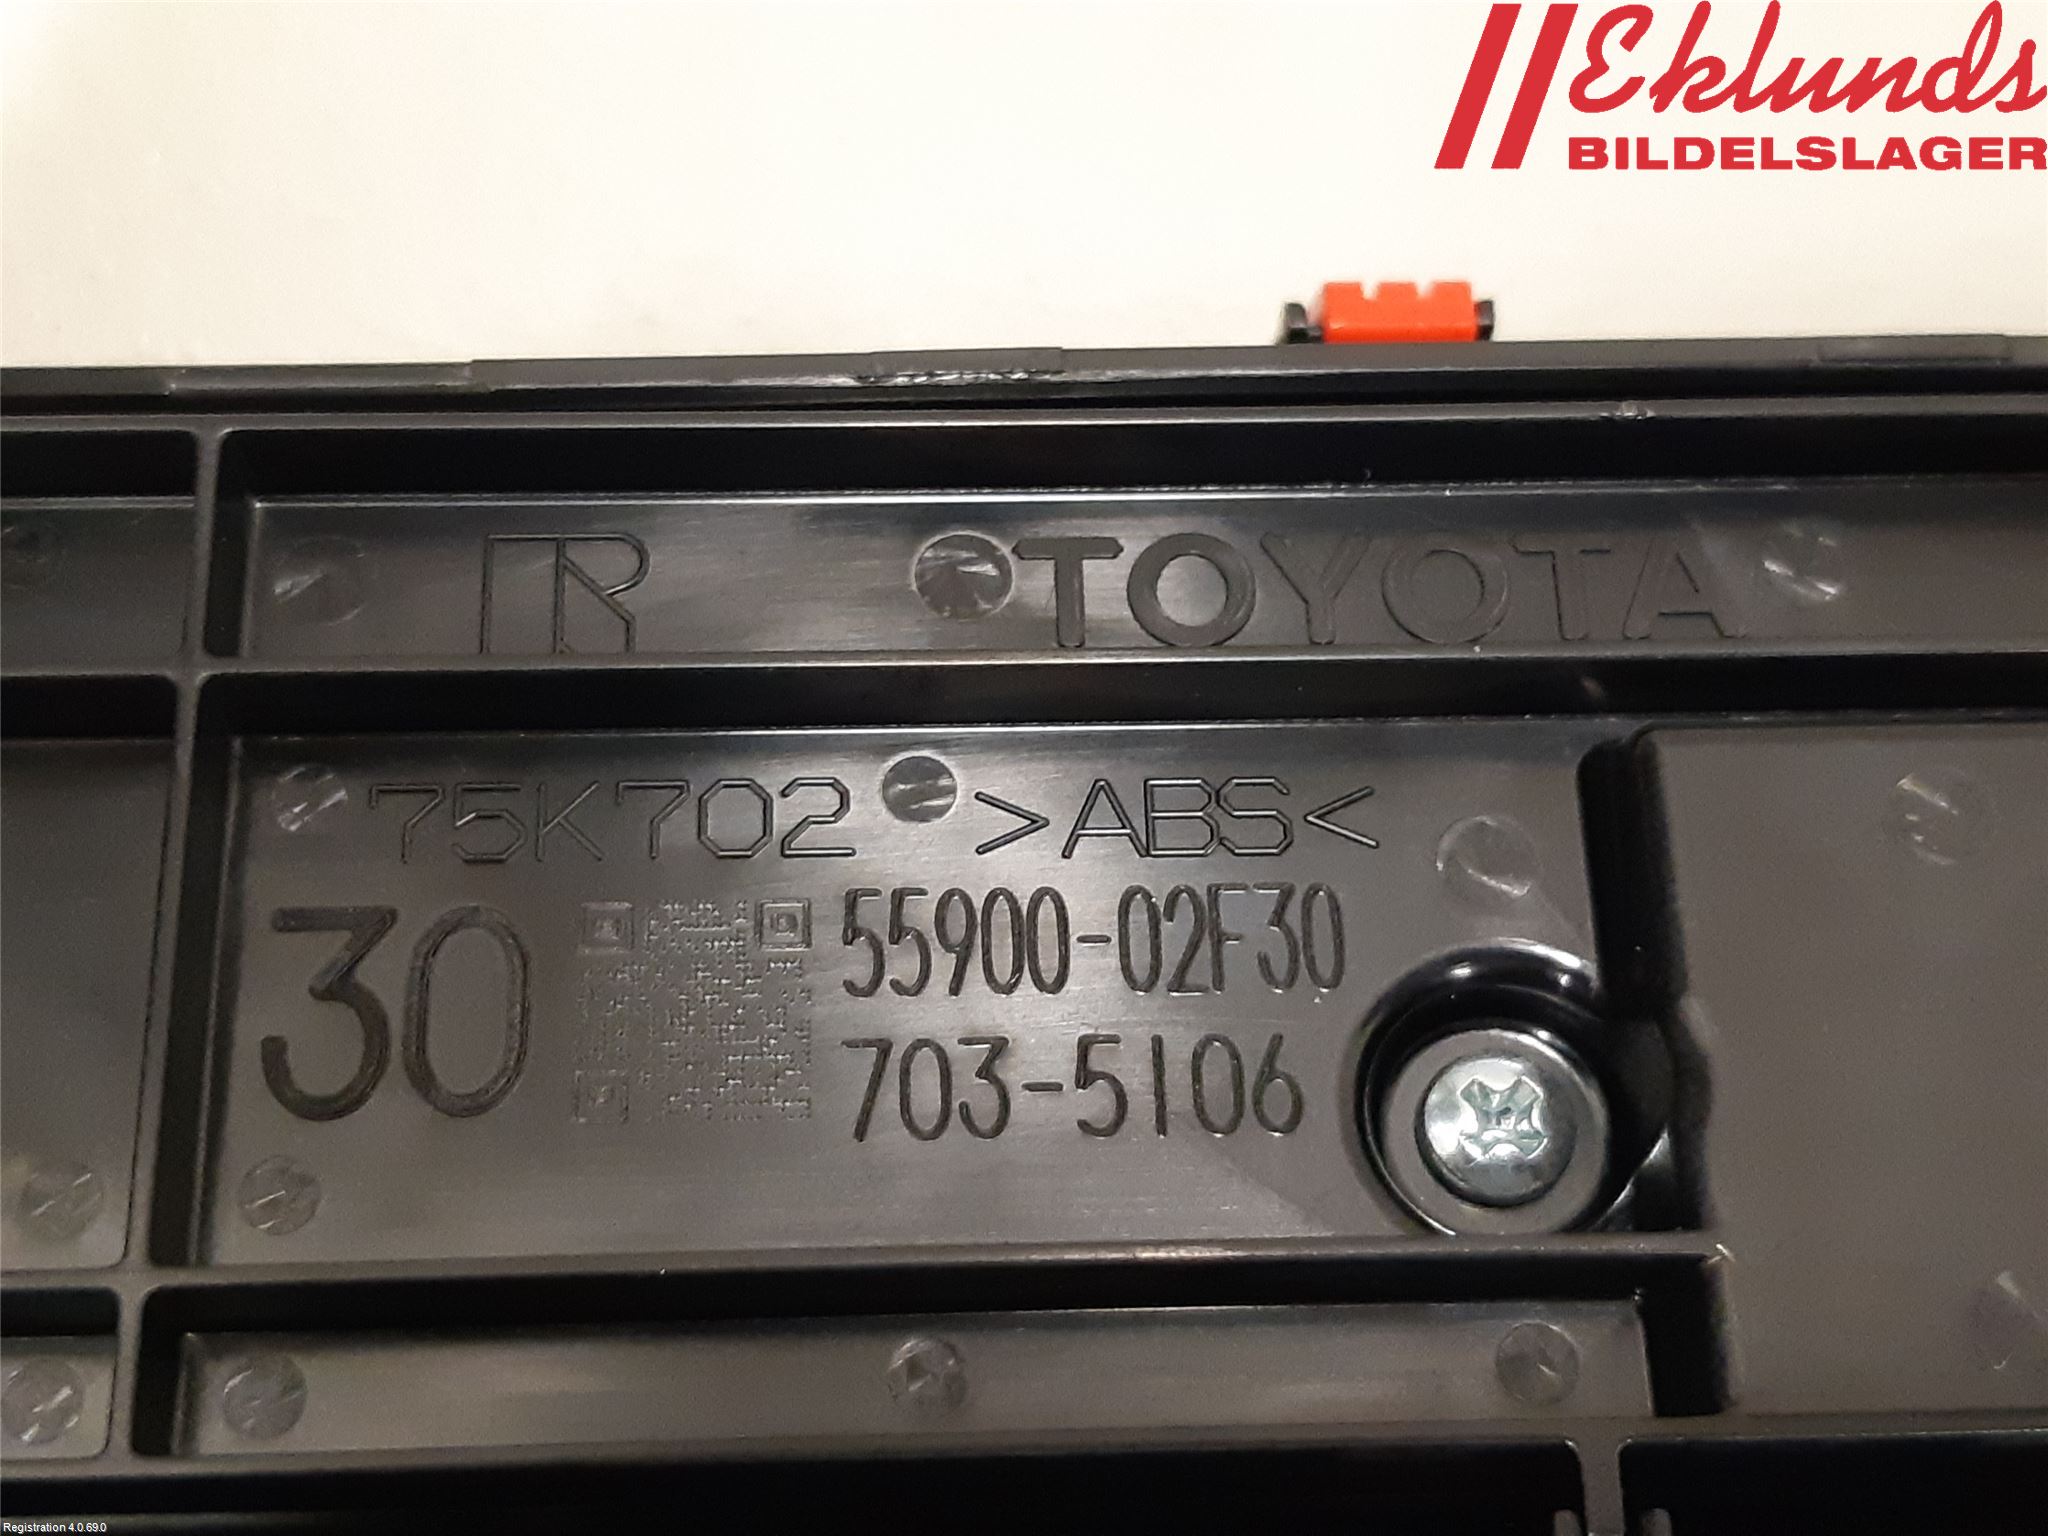 Eklunds
BILDELSLAGER
R TOYOTA
75K702 >ABS<
30
55900-02F30
703-5106
Registration 4.0.69.0